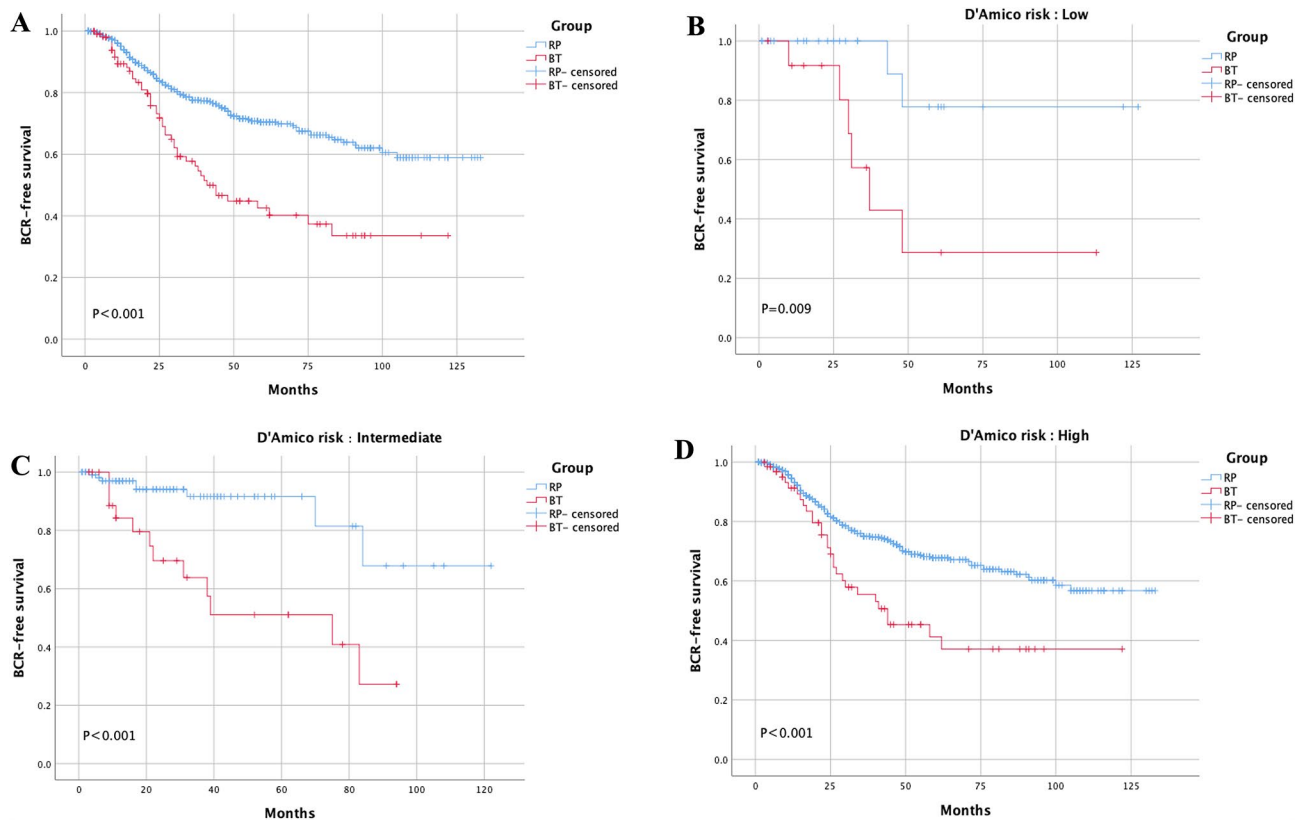 A
Group
RP
BT
RP- censored
BT- censored
BCR-free survival
1.0
0.8
0.6
0.4
0.2
0.0
P<0.001
0 25 50 75 100 125
Months
B
D'Amico risk : Low
Group
RP
BT
RP- censored
BT- censored
BCR-free survival
1.0
0.8
0.6
0.4
0.2
0.0
P=0.009
0 25 50 75 100 125
Months
C
D'Amico risk : Intermediate
Group
RP
BT
RP- censored
BT- censored
BCR-free survival
1.0
0.8
0.6
0.4
0.2
0.0
P<0.001
0 20 40 60 80 100 120
Months
D
D'Amico risk : High
Group
RP
BT
RP- censored
BT- censored
BCR-free survival
1.0
0.8
0.6
0.4
0.2
0.0
P<0.001
0 25 50 75 100 125
Months